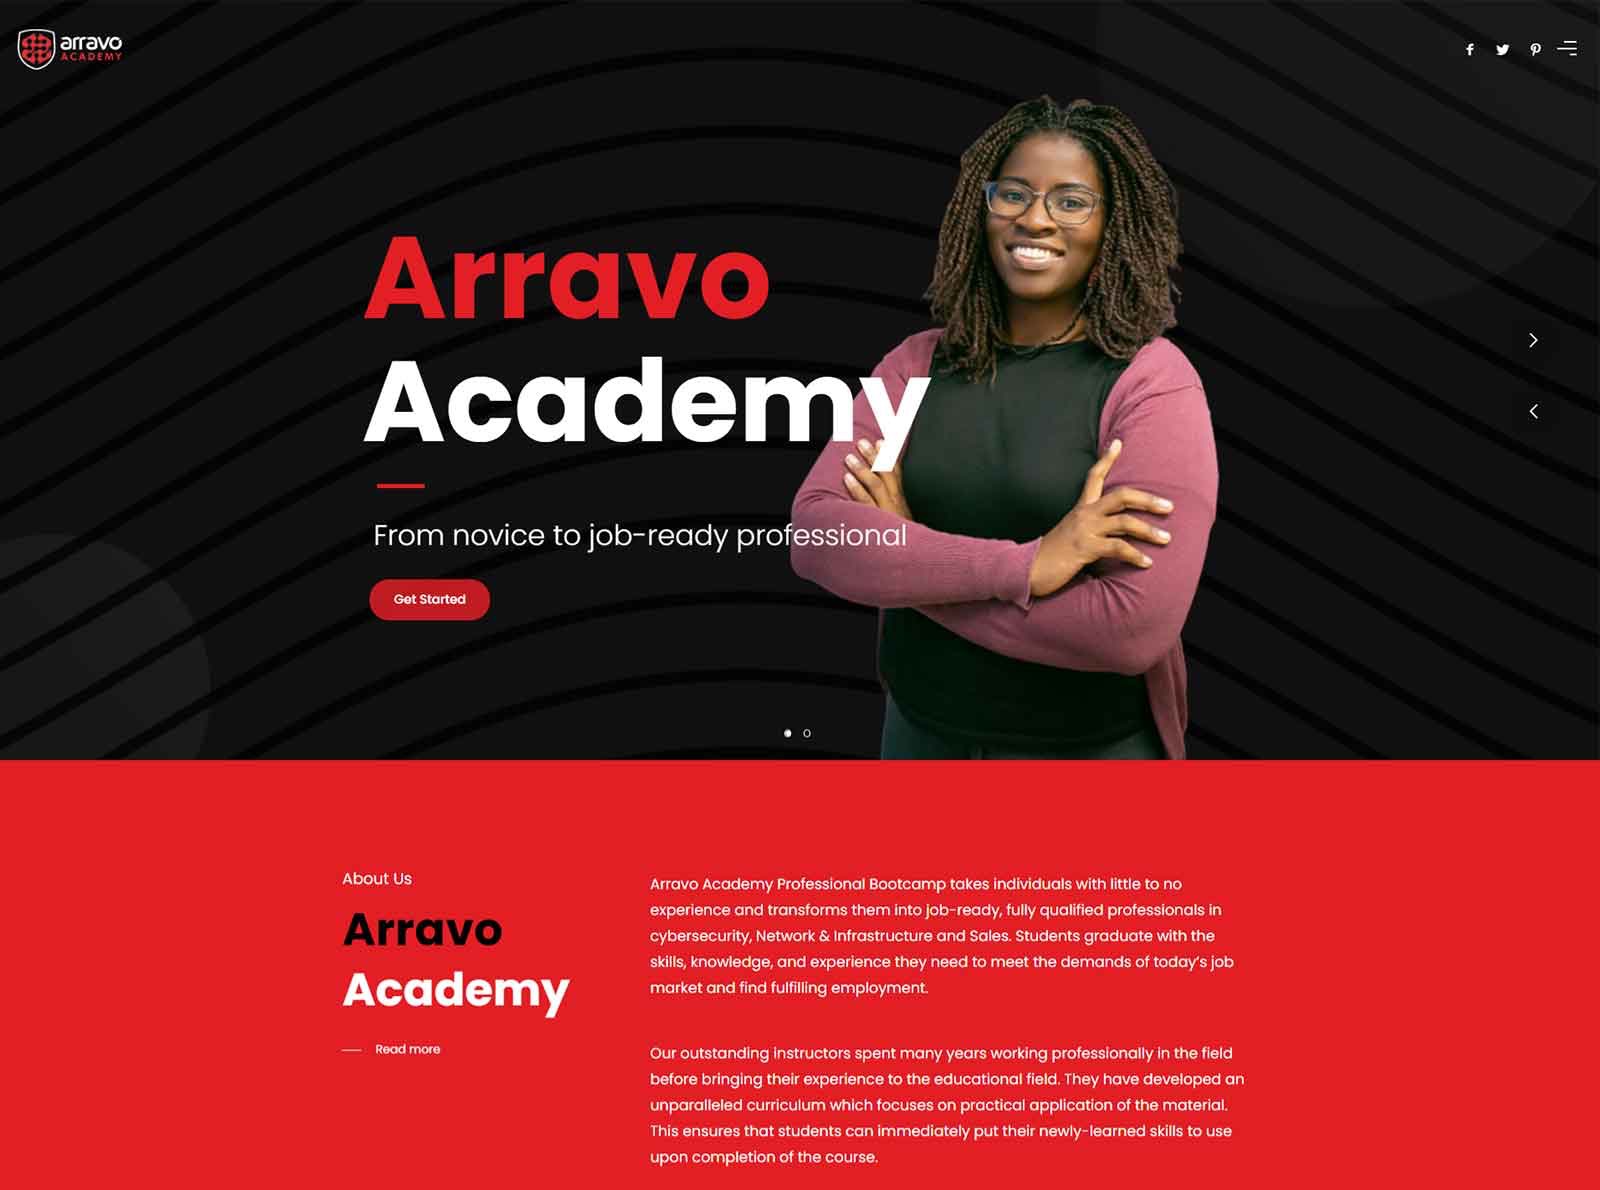 arravo
ACADEMY
Arravo
Academy
From novice to job-ready professional
Get Started
About Us
Arravo
Academy
Read more
Arravo Academy Professional Bootcamp takes individuals with little to no
experience and transforms them into job-ready, fully qualified professionals in
cybersecurity, Network & Infrastructure and Sales. Students graduate with the
skills, knowledge, and experience they need to meet the demands of today's job
market and find fulfilling employment.
Our outstanding instructors spent many years working professionally in the field
before bringing their experience to the educational field. They have developed an
unparalleled curriculum which focuses on practical application of the material.
This ensures that students can immediately put their newly-learned skills to use
upon completion of the course.